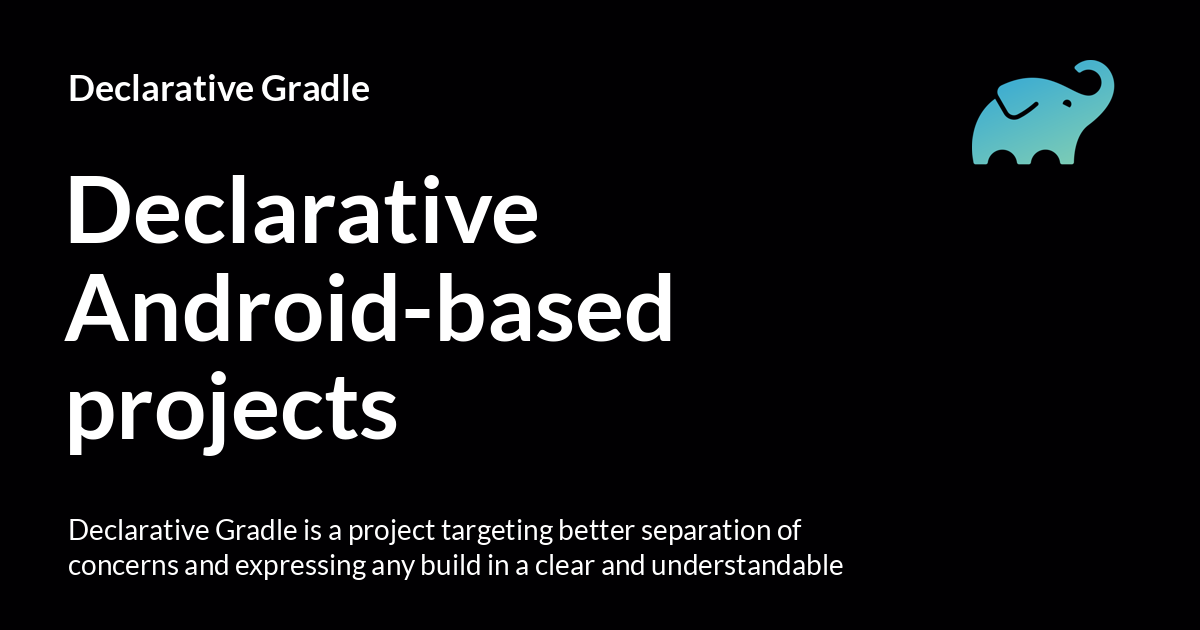 Declarative Gradle
Declarative
Android-based
projects
Declarative Gradle is a project targeting better separation of
concerns and expressing any build in a clear and understandable